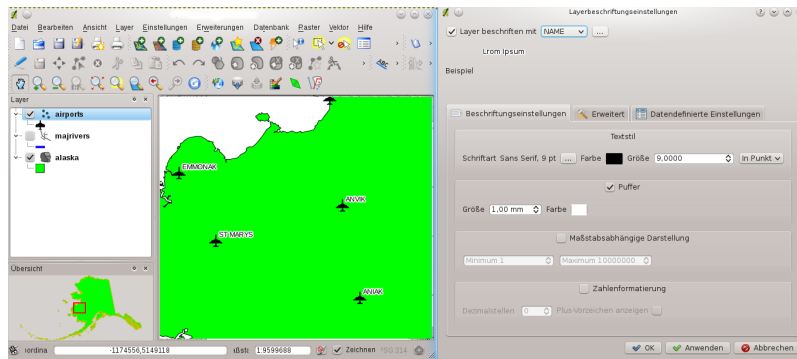 Datei Bearbeiten Ansicht Layer Einstellungen Erweiterungen Datenbank Raster Vektor Hilfe
Layer
airports
majrivers
alaska
Übersicht
EMMONAK
ANVIK
ST MARYS
ANIAK
-1174556,5149118
1.9599688
Zeichnen
Layerbeschriftungseinstellungen
Layer beschriften mit NAME ...
Lrom Ipsum
Beispiel
Beschriftungseinstellungen Erweitert Datendefinierte Einstellungen
Textstil
Schriftart Sans Serif, 9 pt ... Farbe Größe 9,0000 In Punkt
Puffer
Größe 1,00 mm Farbe
Maßstabsabhängige Darstellung
Minimum 1 Maximum 10000000
Zahlenformatierung
Dezimalstellen 0 Plus-Vorzeichen anzeigen
OK Anwenden Abbrechen